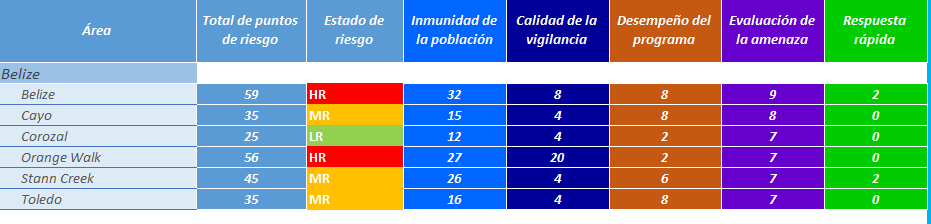 Área Total de puntos de riesgo Estado de riesgo Inmunidad de la población Calidad de la vigilancia Desempeño del programa Evaluación de la amenaza Respuesta rápida
Belize
Belize 59 HR 32 8 8 9 2
Cayo 35 MR 15 4 8 8 0
Corozal 25 LR 12 4 2 7 0
Orange Walk 56 HR 27 20 2 7 0
Stann Creek 45 MR 26 4 6 7 2
Toledo 35 MR 16 4 8 7 0